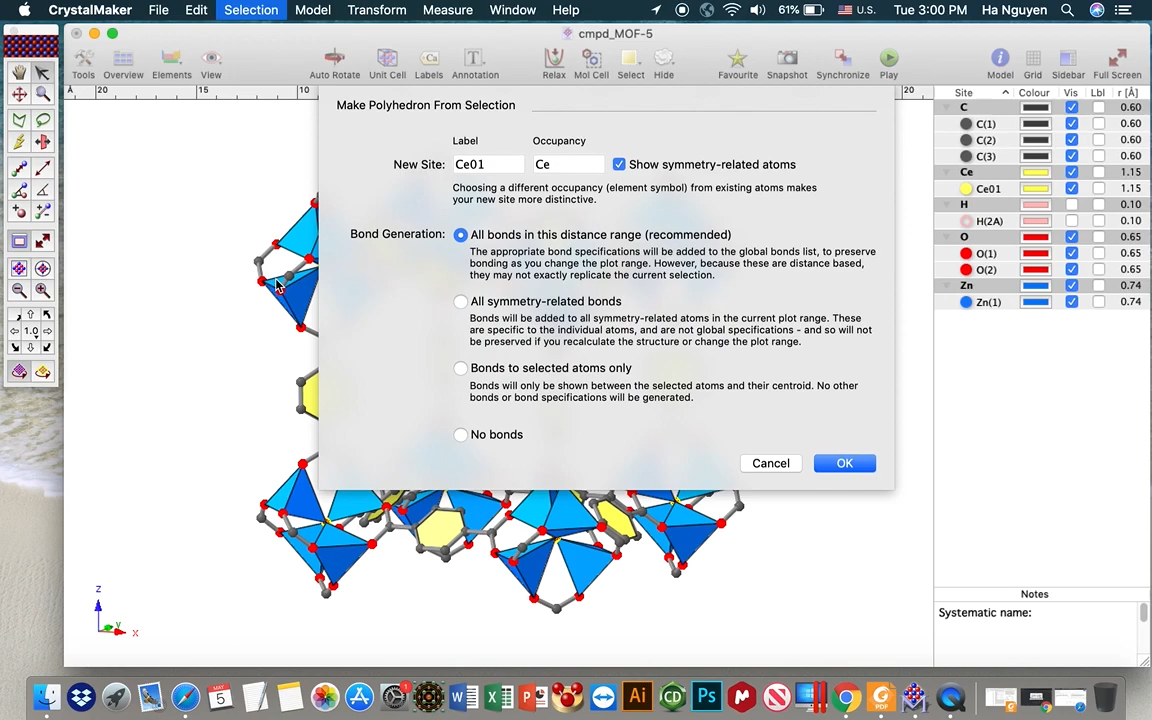 CrystalMaker File Edit Selection Model Transform Measure Window Help 61% U.S. Tue 3:00 PM Ha Nguyen
cmpd_MOF-5
Tools Overview Elements View Auto Rotate Unit Cell Labels Annotation Relax Mol Cell Select Hide Favourite Snapshot Synchronize Play Model Grid Sidebar Full Screen
Å 20 15 10 20
Site Colour Vis Lbl r [Å]
C 0.60
C(1) 0.60
C(2) 0.60
C(3) 0.60
Ce 1.15
Ce01 1.15
H 0.10
H(2A) 0.10
O 0.65
O(1) 0.65
O(2) 0.65
Zn 0.74
Zn(1) 0.74
Make Polyhedron From Selection
Label Occupancy
New Site: Ce01 Ce Show symmetry-related atoms
Choosing a different occupancy (element symbol) from existing atoms makes
your new site more distinctive.
Bond Generation: All bonds in this distance range (recommended)
The appropriate bond specifications will be added to the global bonds list, to preserve
bonding as you change the plot range. However, because these are distance based,
they may not exactly replicate the current selection.
All symmetry-related bonds
Bonds will be added to all symmetry-related atoms in the current plot range. These
are specific to the individual atoms, and are not global specifications - and so will not
be preserved if you recalculate the structure or change the plot range.
Bonds to selected atoms only
Bonds will only be shown between the selected atoms and their centroid. No other
bonds or bond specifications will be generated.
No bonds
Cancel OK
1.0
z
y
x
Notes
Systematic name: